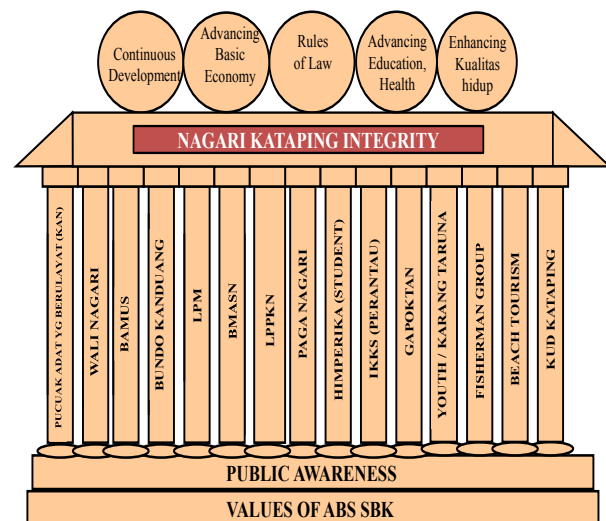 Continuous
Development
Advancing
Basic
Economy
Rules
of Law
Advancing
Education,
Health
Enhancing
Kualitas
hidup
NAGARI KATAPING INTEGRITY
PUCUAK ADAT YG BERULAYAT (KAN)
WALI NAGARI
BAMUS
BUNDO KANDUANG
LPM
BMASN
LPPKN
PAGA NAGARI
HIMPERIKA (STUDENT)
IKKS (PERANTAU)
GAPOKTAN
YOUTH / KARANG TARUNA
FISHERMAN GROUP
BEACH TOURISM
KUD KATAPING
PUBLIC AWARENESS
VALUES OF ABS SBK